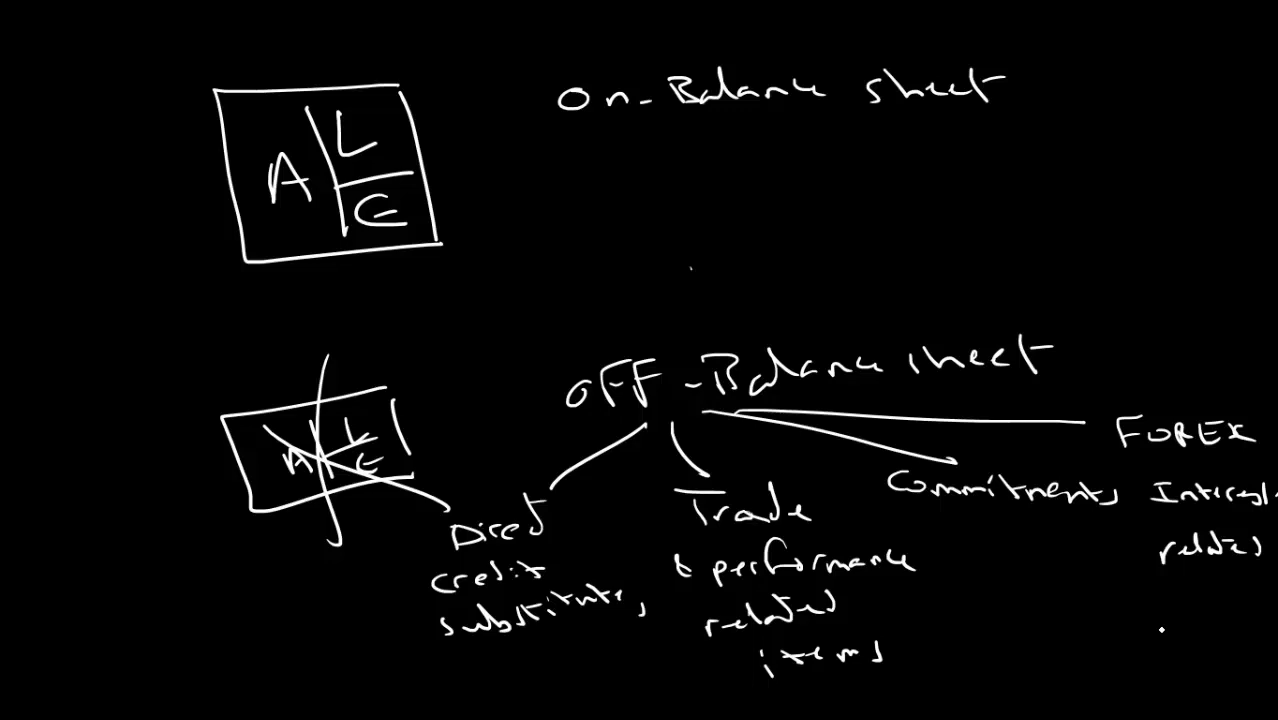 On-Balance sheet
A L
E
OFF-Balance sheet
A L
E
Direct
credit
substitutes,
Trade
& performance
related
items
Commitments
FOREX
Interest
related